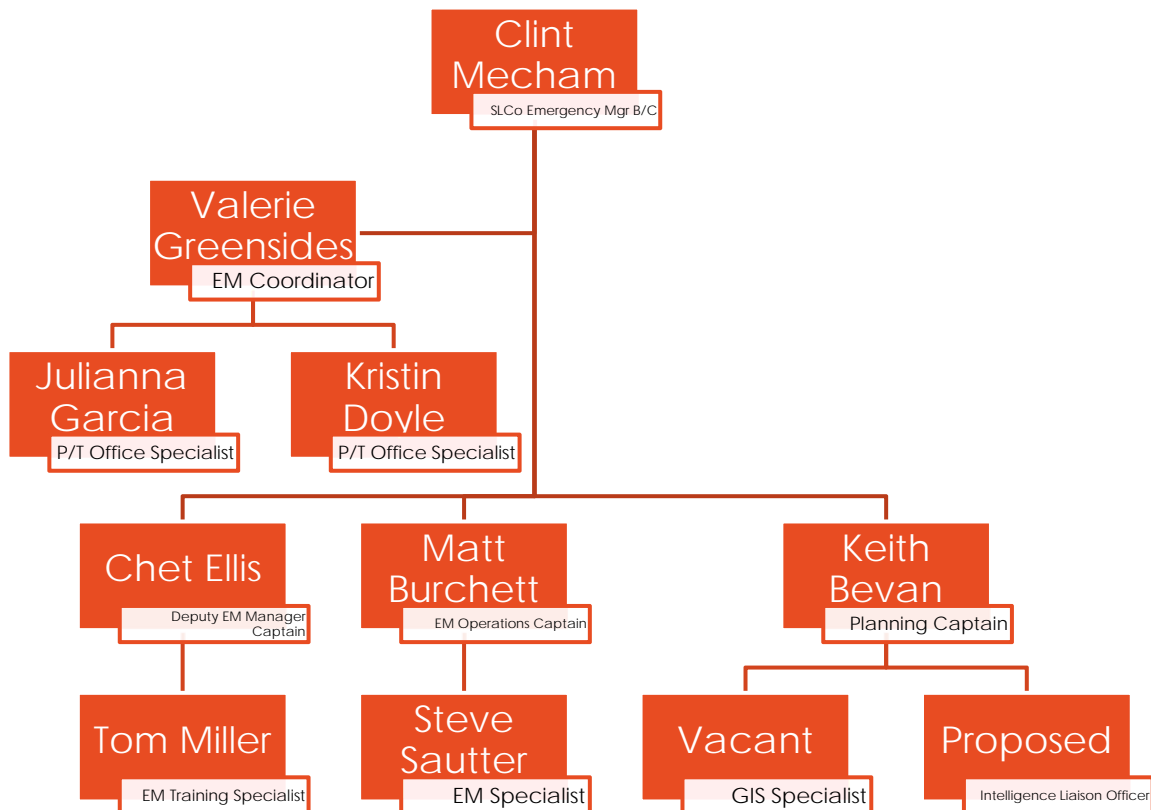 Clint
Mecham
SLCo Emergency Mgr B/C
Valerie
Greensides
EM Coordinator
Julianna
Garcia
P/T Office Specialist
Kristin
Doyle
P/T Office Specialist
Chet Ellis
Deputy EM Manager
Captain
Matt
Burchett
EM Operations Captain
Keith
Bevan
Planning Captain
Tom Miller
EM Training Specialist
Steve
Sautter
EM Specialist
Vacant
GIS Specialist
Proposed
Intelligence Liaison Officer